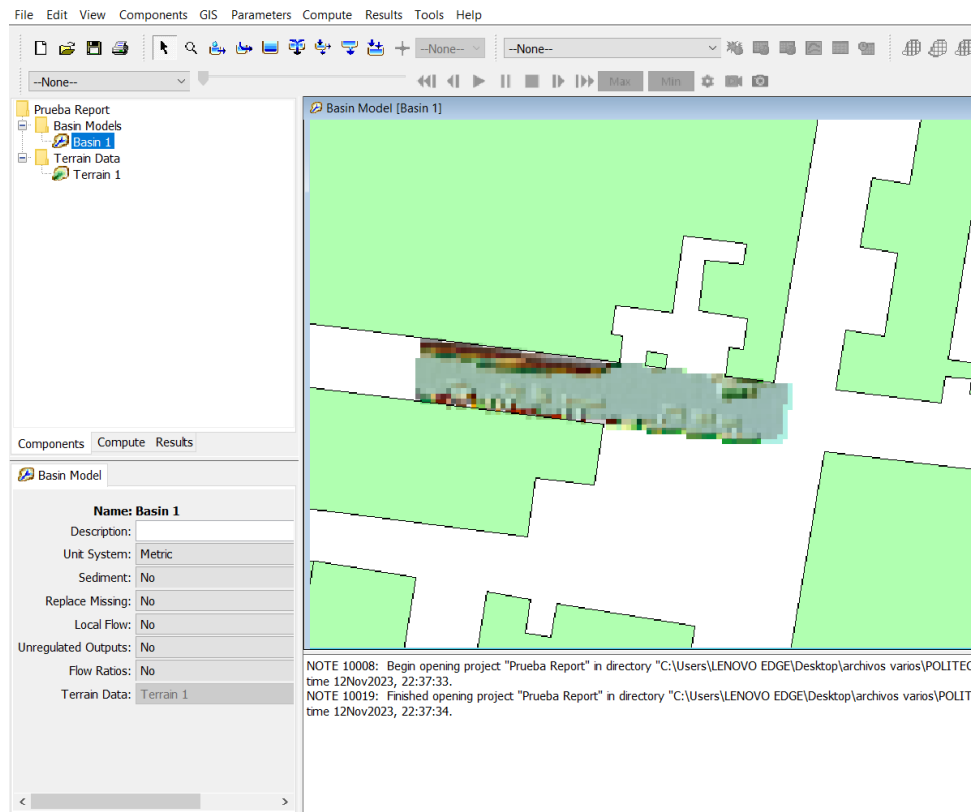 File Edit View Components GIS Parameters Compute Results Tools Help
--None-- --None--
--None-- Max Min
Prueba Report
Basin Models
Basin 1
Terrain Data
Terrain 1
Components Compute Results
Basin Model
Name: Basin 1
Description:
Unit System: Metric
Sediment: No
Replace Missing: No
Local Flow: No
Unregulated Outputs: No
Flow Ratios: No
Terrain Data: Terrain 1
Basin Model [Basin 1]
NOTE 10008: Begin opening project "Prueba Report" in directory "C:\Users\LENOVO EDGE\Desktop\archivos varios\POLITEC
time 12Nov2023, 22:37:33.
NOTE 10019: Finished opening project "Prueba Report" in directory "C:\Users\LENOVO EDGE\Desktop\archivos varios\POLIT
time 12Nov2023, 22:37:34.